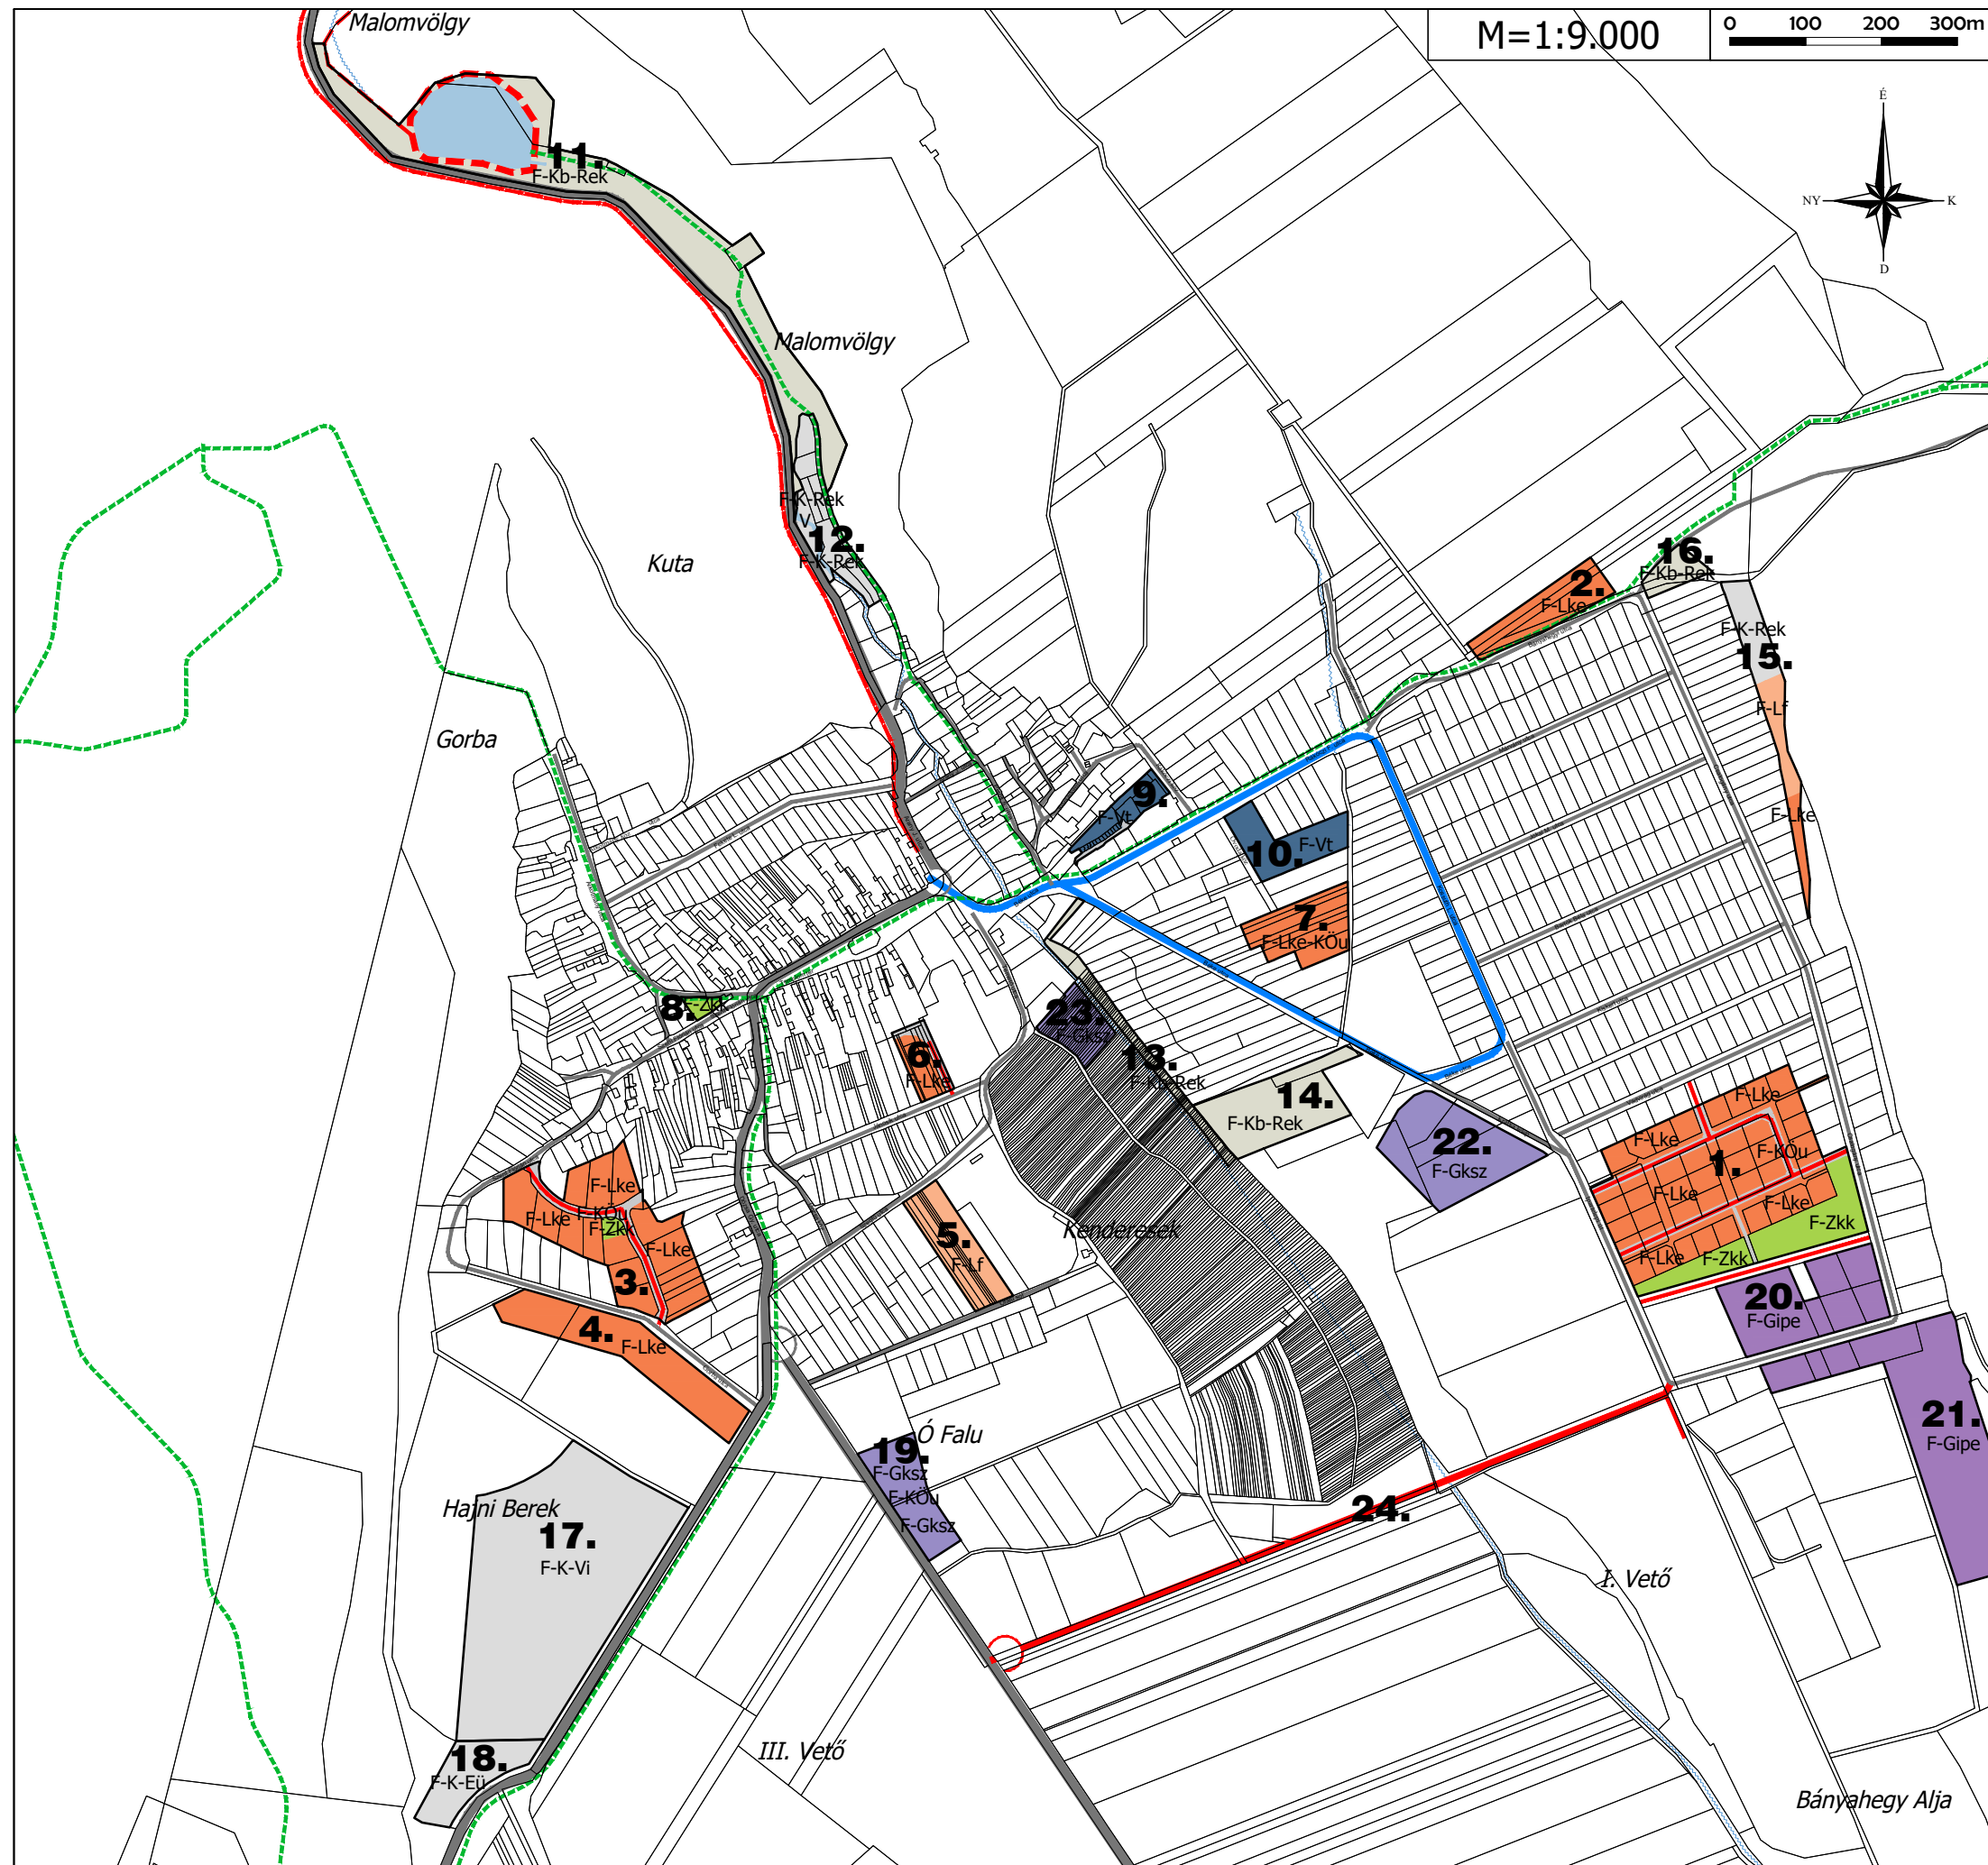 Malomvölgy
M=1:9.000
0 100 200 300m
É
NY K
D
11.
F-Kb-Rek
Malomvölgy
F-K-Rek
V
12.
F-K-Rek
Kuta
16.
F-Kb-Rek
2.
F-Lke
F-K-Rek
15.
F-Lf
F-Lke
Gorba
9.
F-Vt
10.
F-Vt
7.
F-Lke-KÖu
8.
F-Zkk
23.
F-Gksz
6.
F-Lke
13.
F-Kb-Rek
14.
F-Kb-Rek
22.
F-Gksz
F-Lke
F-Lke
F-KÖu
1.
F-Lke
F-Lke
F-Zkk
F-Lke
F-Zkk
F-Lke
F-Lke
F-KÖu
F-Zkk
F-Lke
3.
5.
F-Lf
Kenderesek
20.
F-Gipe
4.
F-Lke
21.
F-Gipe
Ó Falu
19.
F-Gksz
F-KÖu
F-Gksz
Hajni Berek
17.
F-K-Vi
24.
I. Vető
III. Vető
18.
F-K-Eü
Bányahegy Alja